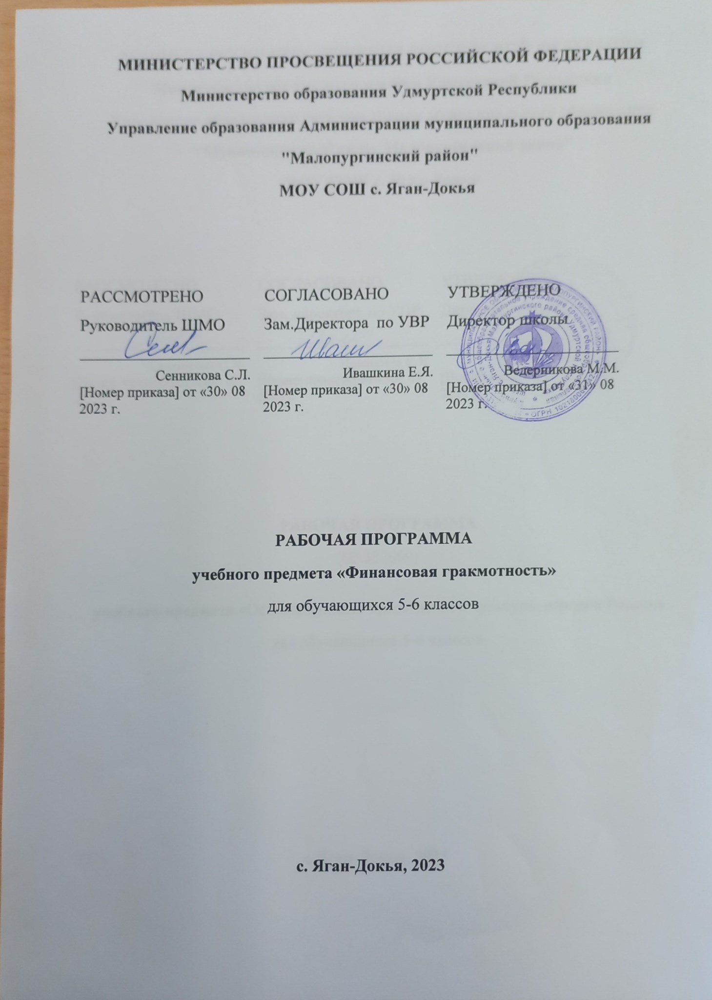 МИНИСТЕРСТВО ПРОСВЕЩЕНИЯ РОССИЙСКОЙ ФЕДЕРАЦИИ
Министерство образования Удмуртской Республики
Управление образования Администрации муниципального образования
"Малопургинский район"
МОУ СОШ с. Яган-Докья
РАССМОТРЕНО
Руководитель ШМО
Сенникова С.Л.
[Номер приказа] от «30» 08
2023 г.
СОГЛАСОВАНО
Зам.Директора по УВР
Иваш
Ивашкина Е.Я.
[Номер приказа] от «30» 08
2023 г.
УТВЕРЖДЕНО
Директор школы
Ведерникова М.М.
[Номер приказа] от «31» 08
2023 г.
РАБОЧАЯ ПРОГРАММА
учебного предмета «Финансовая гракмотность»
для обучающихся 5-6 классов
с. Яган-Докья, 2023